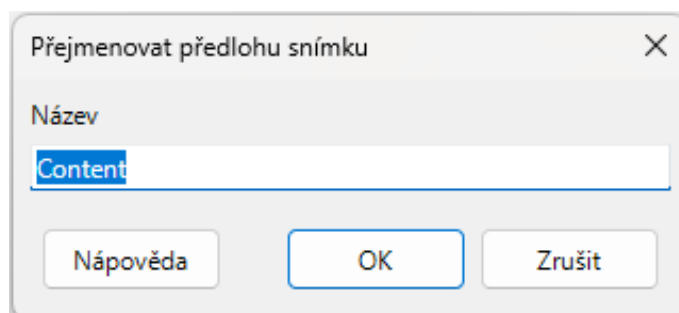 Přejmenovat předlohu snímku
Název
Content
Nápověda OK Zrušit